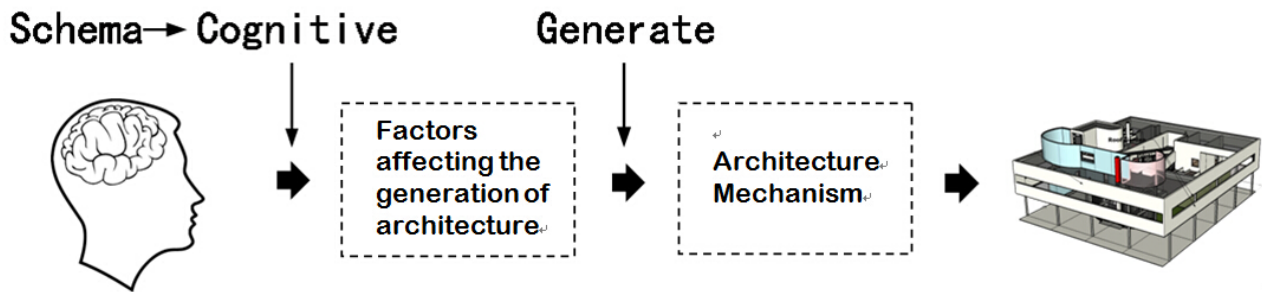 Schema→Cognitive
Generate
Factors
affecting the
generation of
architecture↵
↵
Architecture↵
Mechanism↵